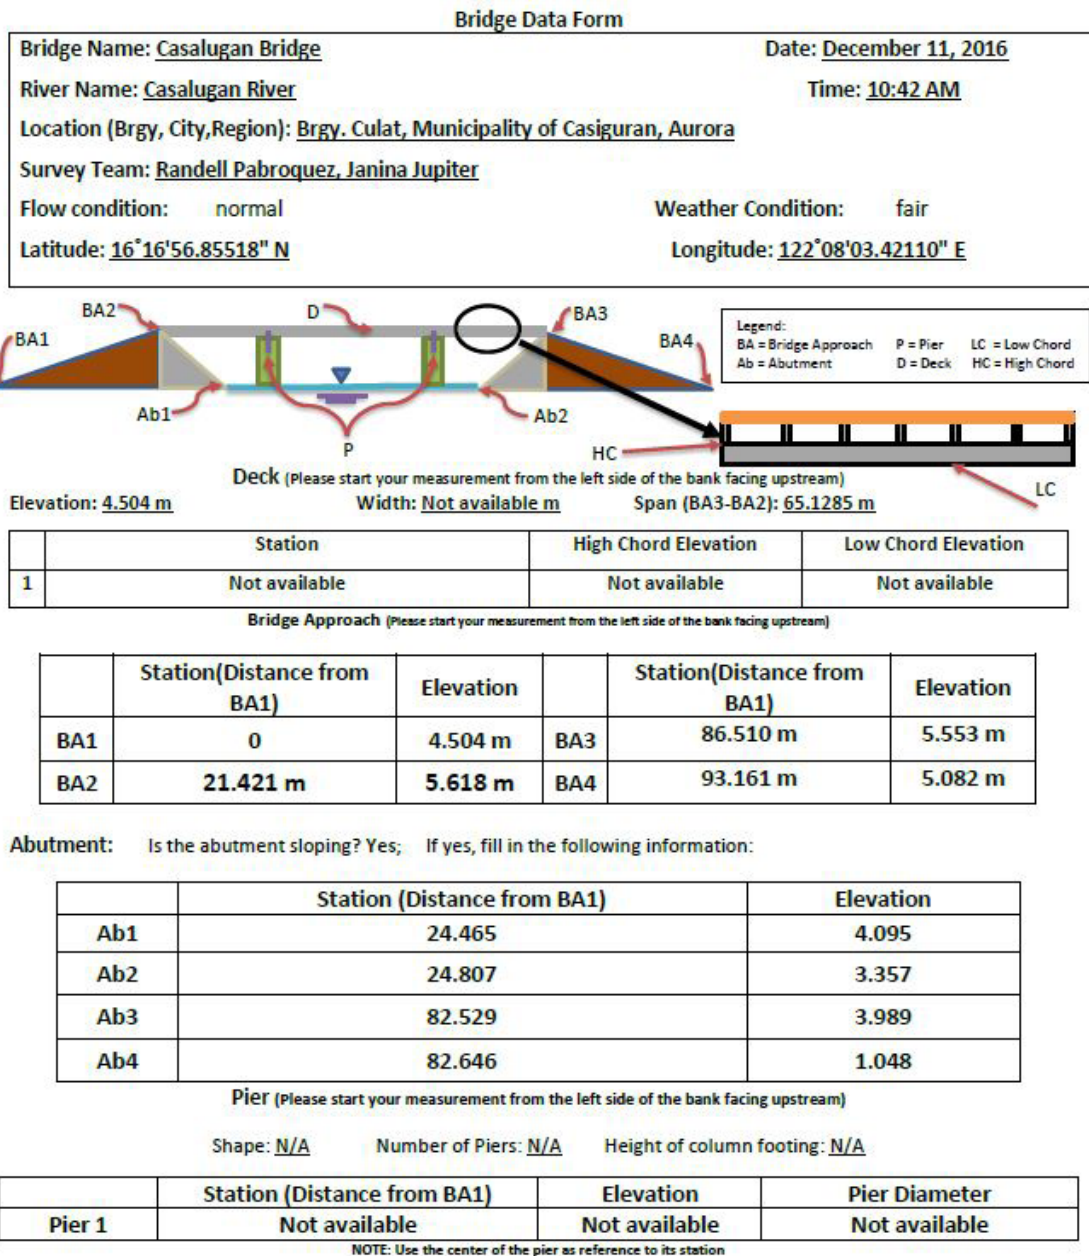 Bridge Data Form
Bridge Name: Casalugan Bridge Date: December 11, 2016
River Name: Casalugan River Time: 10:42 AM
Location (Brgy, City,Region): Brgy. Culat, Municipality of Casiguran, Aurora
Survey Team: Randell Pabroquez, Janina Jupiter
Flow condition: normal Weather Condition: fair
Latitude: 16°16'56.85518" N Longitude: 122°08'03.42110" E
BA2 D BA3
BA1 BA4
Legend:
BA = Bridge Approach P = Pier LC = Low Chord
Ab = Abutment D = Deck HC = High Chord
Ab1 Ab2
P HC
LC
Deck (Please start your measurement from the left side of the bank facing upstream)
Elevation: 4.504 m Width: Not available m Span (BA3-BA2): 65.1285 m
Station High Chord Elevation Low Chord Elevation
1 Not available Not available Not available
Bridge Approach (Please start your measurement from the left side of the bank facing upstream)
Station(Distance from BA1) Elevation Station(Distance from BA1) Elevation
BA1 0 4.504 m BA3 86.510 m 5.553 m
BA2 21.421 m 5.618 m BA4 93.161 m 5.082 m
Abutment: Is the abutment sloping? Yes; If yes, fill in the following information:
Station (Distance from BA1) Elevation
Ab1 24.465 4.095
Ab2 24.807 3.357
Ab3 82.529 3.989
Ab4 82.646 1.048
Pier (Please start your measurement from the left side of the bank facing upstream)
Shape: N/A Number of Piers: N/A Height of column footing: N/A
Station (Distance from BA1) Elevation Pier Diameter
Pier 1 Not available Not available Not available
NOTE: Use the center of the pier as reference to its station